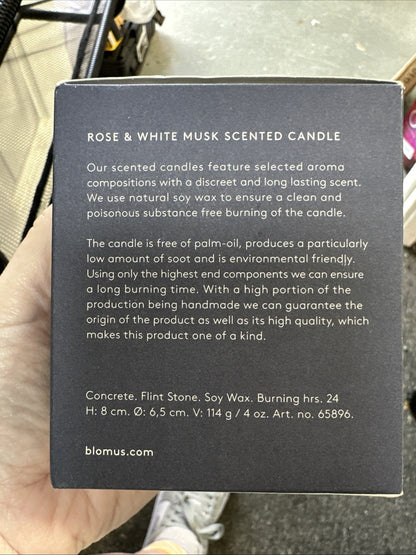 ROSE & WHITE MUSK SCENTED CANDLE
Our scented candles feature selected aroma
compositions with a discreet and long lasting scent.
We use natural soy wax to ensure a clean and
poisonous substance free burning of the candle.
The candle is free of palm-oil, produces a particularly
low amount of soot and is environmental friendly.
Using only the highest end components we can ensure
a long burning time. With a high portion of the
production being handmade we can guarantee the
origin of the product as well as its high quality, which
makes this product one of a kind.
Concrete. Flint Stone. Soy Wax. Burning hrs. 24
H: 8 cm. Ø: 6,5 cm. V: 114 g / 4 oz. Art. no. 65896.
blomus.com